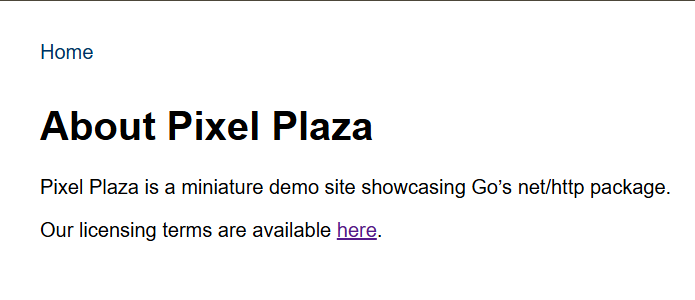 Home
About Pixel Plaza
Pixel Plaza is a miniature demo site showcasing Go’s net/http package.
Our licensing terms are available here.